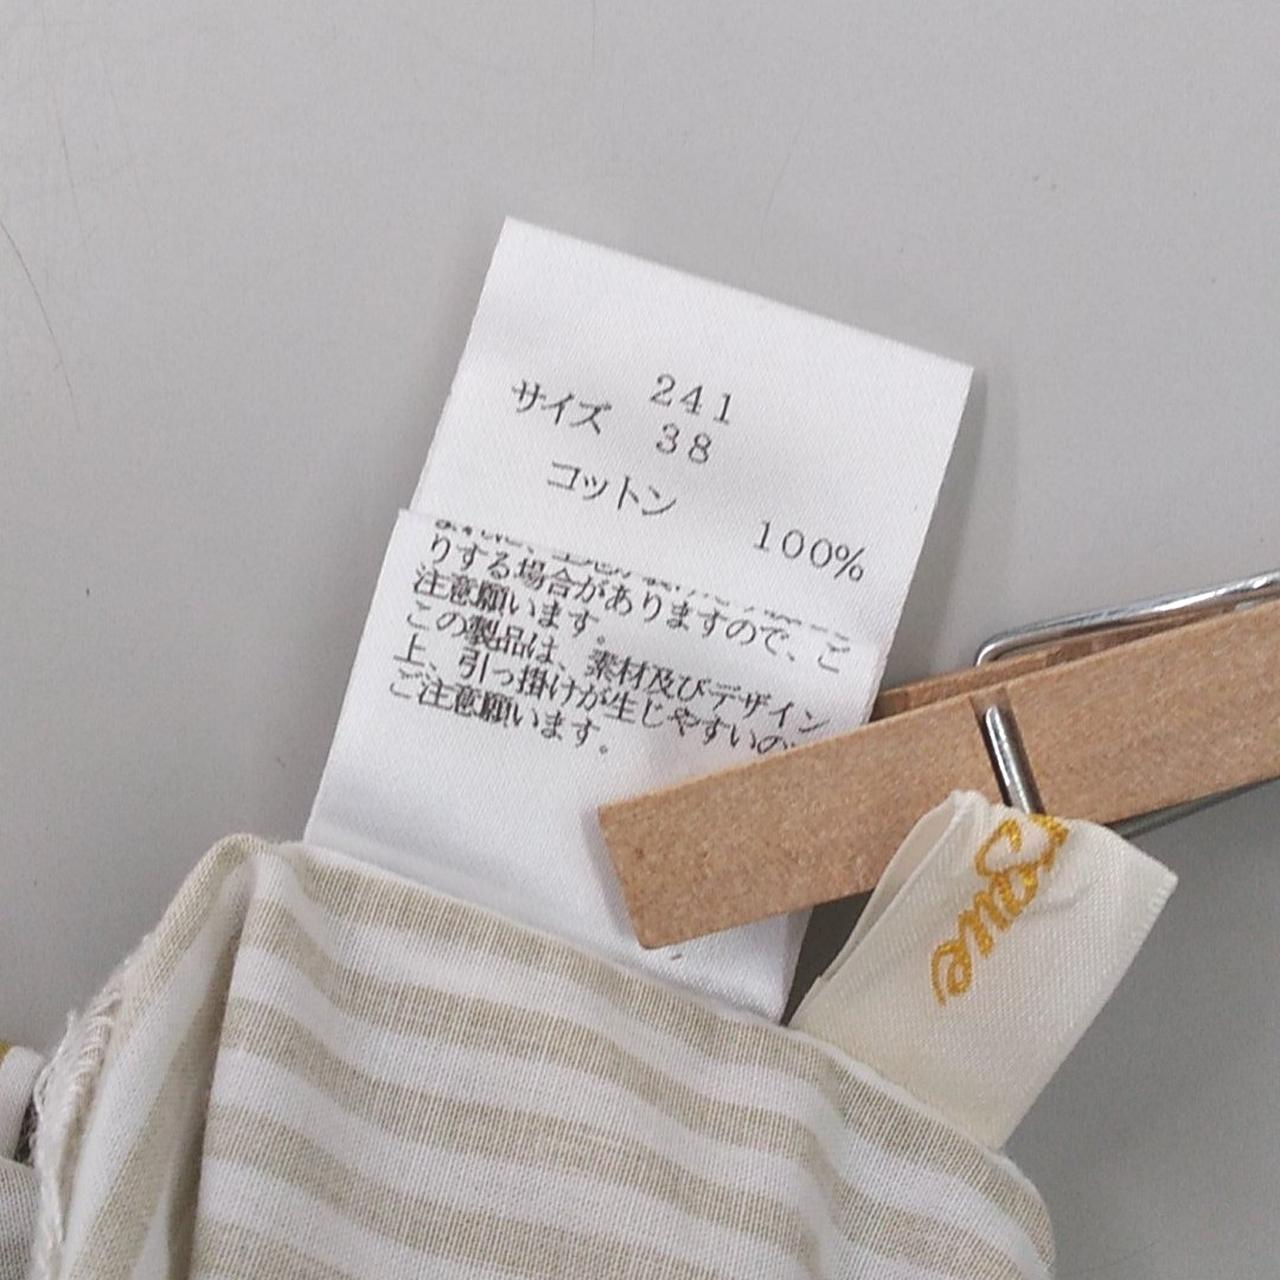 241
サイズ 38
コットン 100%
りする場合がありますので、ご
注意願います。
この製品は、素材及びデザイン
上、引っ掛けが生じやすいの
ご注意願います。